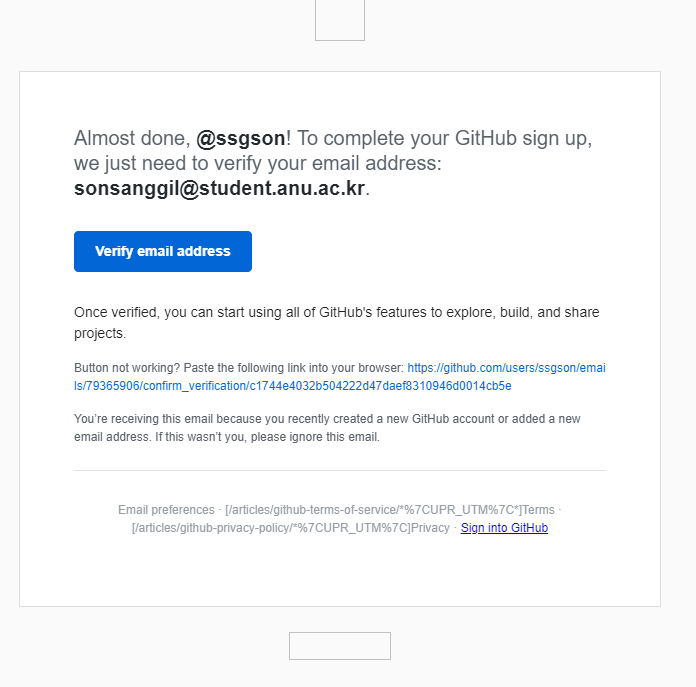 Almost done, @ssgson! To complete your GitHub sign up,
we just need to verify your email address:
sonsanggil@student.anu.ac.kr.
Verify email address
Once verified, you can start using all of GitHub's features to explore, build, and share
projects.
Button not working? Paste the following link into your browser: https://github.com/users/ssgson/emai
ls/79365906/confirm_verification/c1744e4032b504222d47daef8310946d0014cb5e
You’re receiving this email because you recently created a new GitHub account or added a new
email address. If this wasn’t you, please ignore this email.
Email preferences · [/articles/github-terms-of-service/*%7CUPR_UTM%7C*]Terms ·
[/articles/github-privacy-policy/*%7CUPR_UTM%7C]Privacy · Sign into GitHub